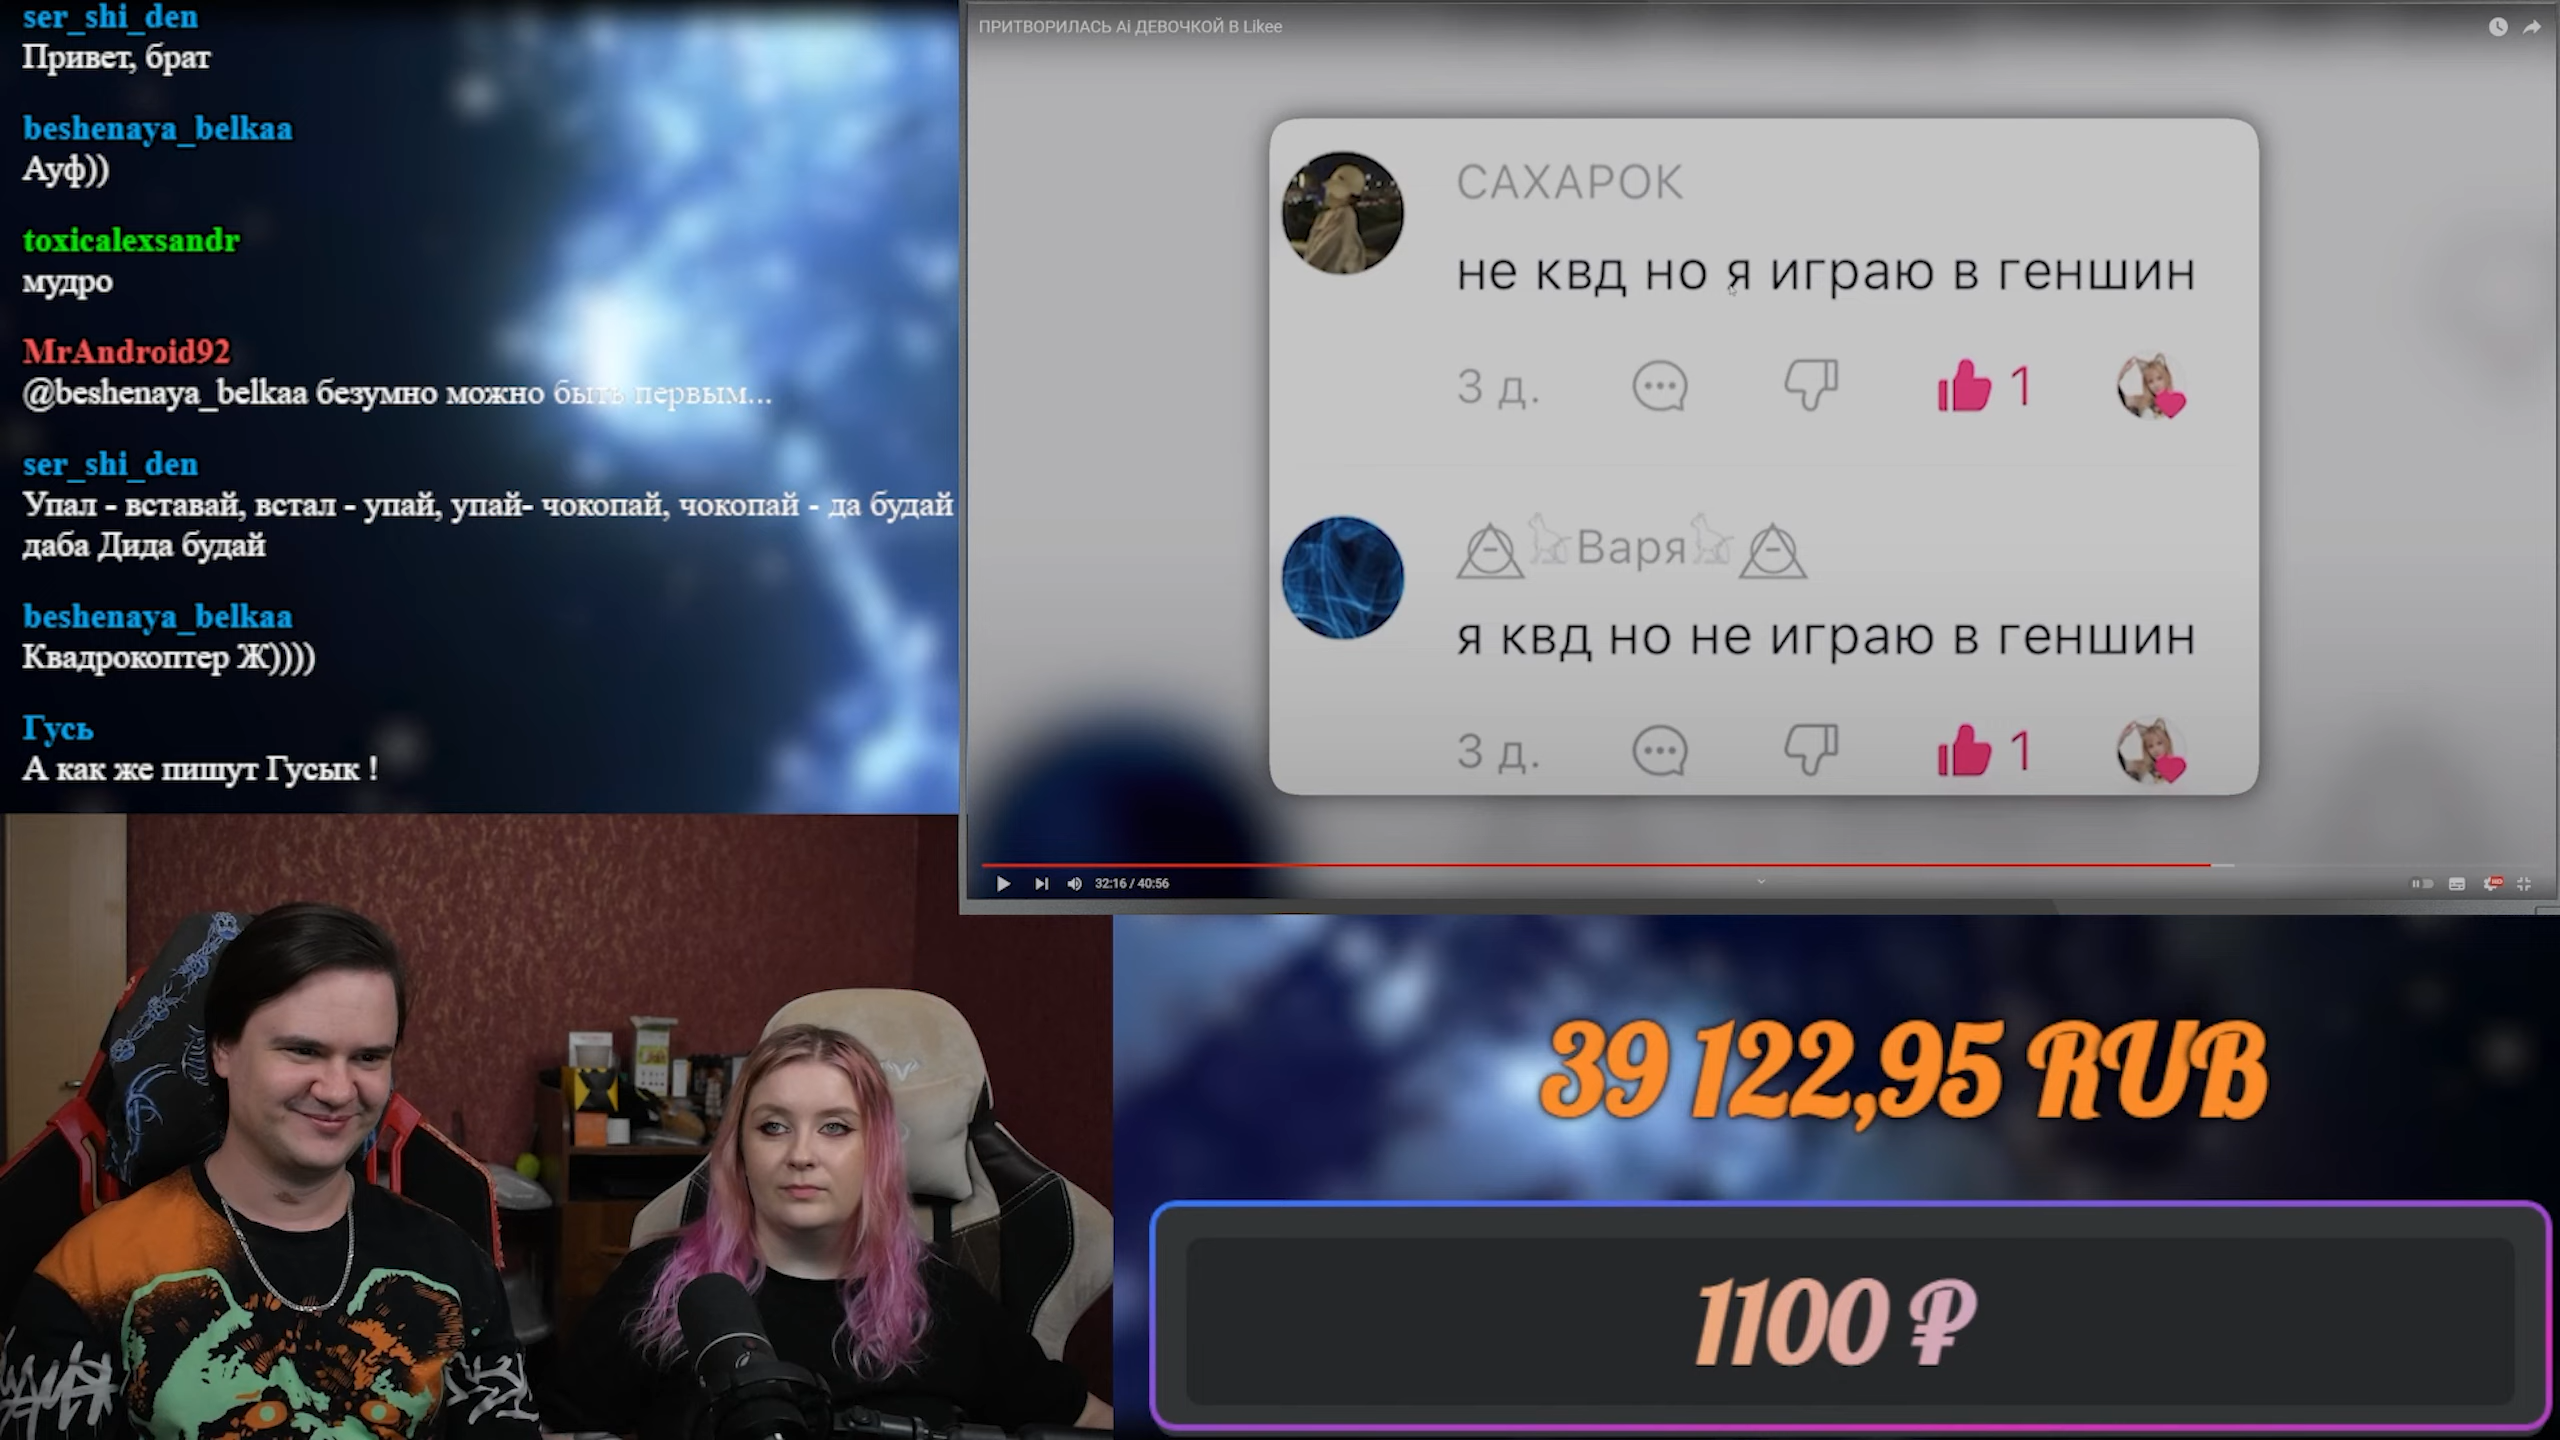 ser_shi_den
Привет, брат
beshenaya_belkaa
Ауф))
toxicalexsandr
мудро
MrAndroid92
@beshenaya_belkaa безумно можно быть первым...
ser_shi_den
Упал - вставай, встал - упай, упай- чокопай, чокопай - да будай
даба Дида будай
beshenaya_belkaa
Квадрокоптер Ж))))
Гусь
А как же пишут Гусык !
ПРИТВОРИЛАСЬ Ai ДЕВОЧКОЙ В Likee
САХАРОК
не квд но я играю в геншин
3 д.
1
Варя
я квд но не играю в геншин
3 д.
1
32:16 / 40:56
39 122,95 RUB
1100 ₽